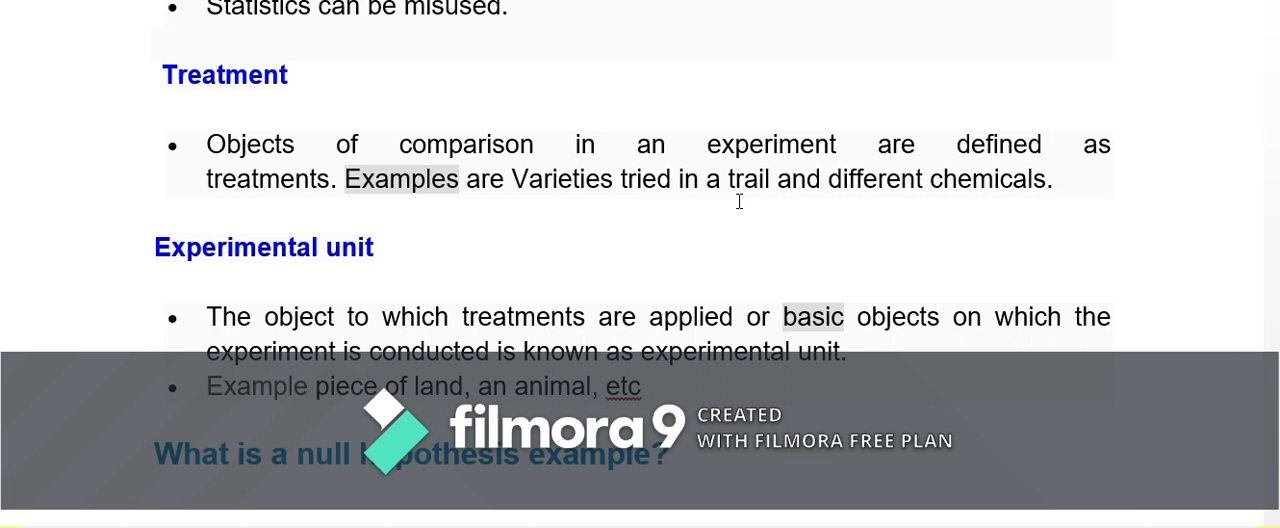 • Statistics can be misused.
Treatment
• Objects of comparison in an experiment are defined as
treatments. Examples are Varieties tried in a trail and different chemicals.
Experimental unit
• The object to which treatments are applied or basic objects on which the
experiment is conducted is known as experimental unit.
• Example piece of land, an animal, etc
What is a null hypothesis example?
filmora9
CREATED
WITH FILMORA FREE PLAN